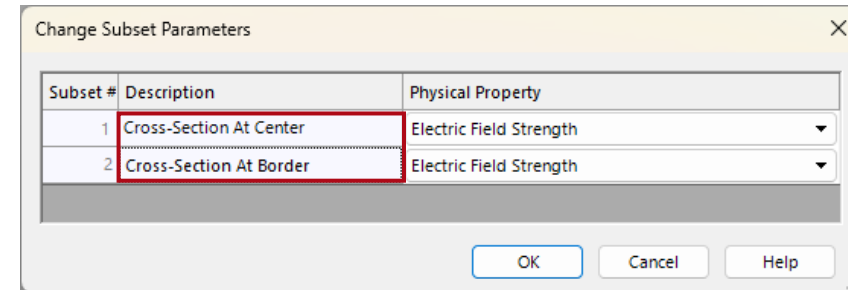 Change Subset Parameters
Subset # Description Physical Property
1 Cross-Section At Center Electric Field Strength
2 Cross-Section At Border Electric Field Strength
OK Cancel Help